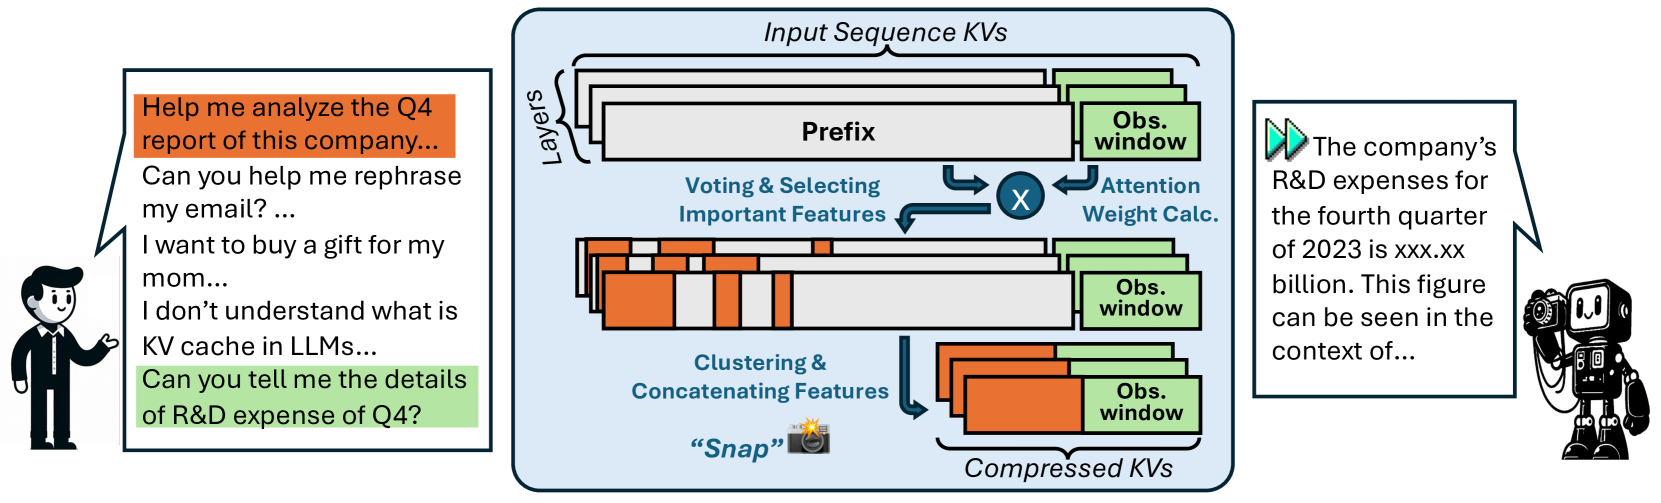 Help me analyze the Q4
report of this company...
Can you help me rephrase
my email? ...
I want to buy a gift for my
mom...
I don't understand what is
KV cache in LLMs...
Can you tell me the details
of R&D expense of Q4?
Input Sequence KVs
Layers
Prefix
Obs.
window
Voting & Selecting
Important Features
X
Attention
Weight Calc.
Obs.
window
Clustering &
Concatenating Features
"Snap"
Obs.
window
Compressed KVs
The company's
R&D expenses for
the fourth quarter
of 2023 is xxx.xx
billion. This figure
can be seen in the
context of...